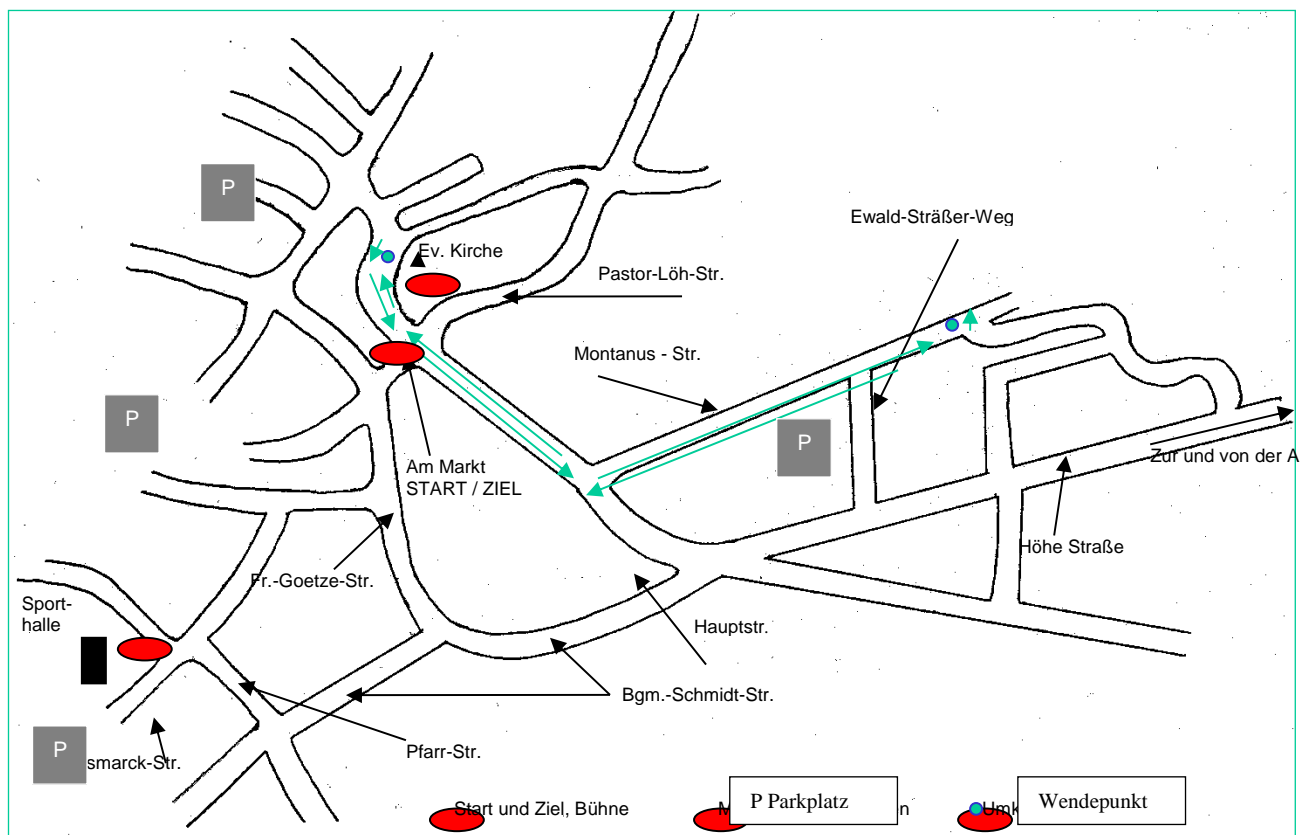 P
Ewald-Sträßer-Weg
Ev. Kirche
Pastor-Löh-Str.
Montanus - Str.
P
P
Am Markt
START / ZIEL
Zur und von der A
Höhe Straße
Fr.-Goetze-Str.
Sport-
halle
Hauptstr.
Bgm.-Schmidt-Str.
Pfarr-Str.
P
smarck-Str.
Start und Ziel, Bühne
P Parkplatz
Wendepunkt